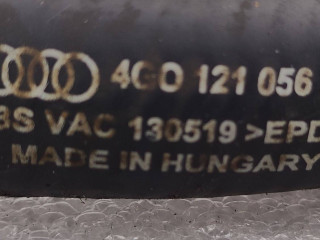 4G0 121 056
BS VAC 130519 >EPD
MADE IN HUNGARY